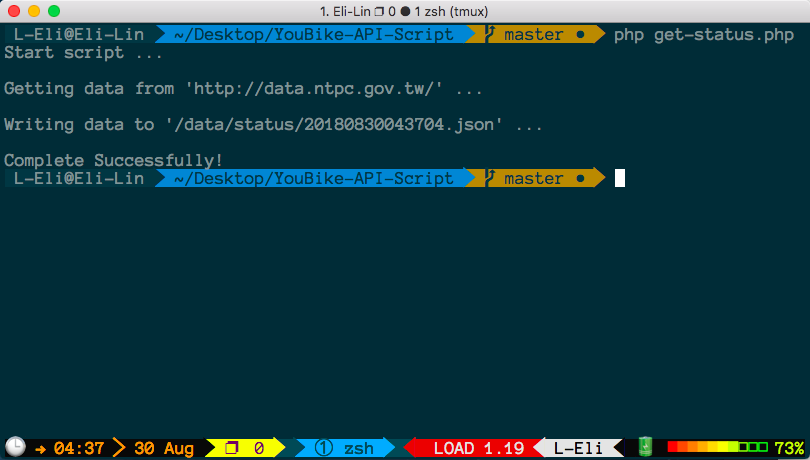 1. Eli-Lin 0 1 zsh (tmux)
L-Eli@Eli-Lin ~/Desktop/YouBike-API-Script master ● php get-status.php
Start script ...
Getting data from 'http://data.ntpc.gov.tw/' ...
Writing data to '/data/status/20180830043704.json' ...
Complete Successfully!
L-Eli@Eli-Lin ~/Desktop/YouBike-API-Script master ●
→ 04:37 30 Aug ❐ 0 ① zsh LOAD 1.19 L-Eli 73%